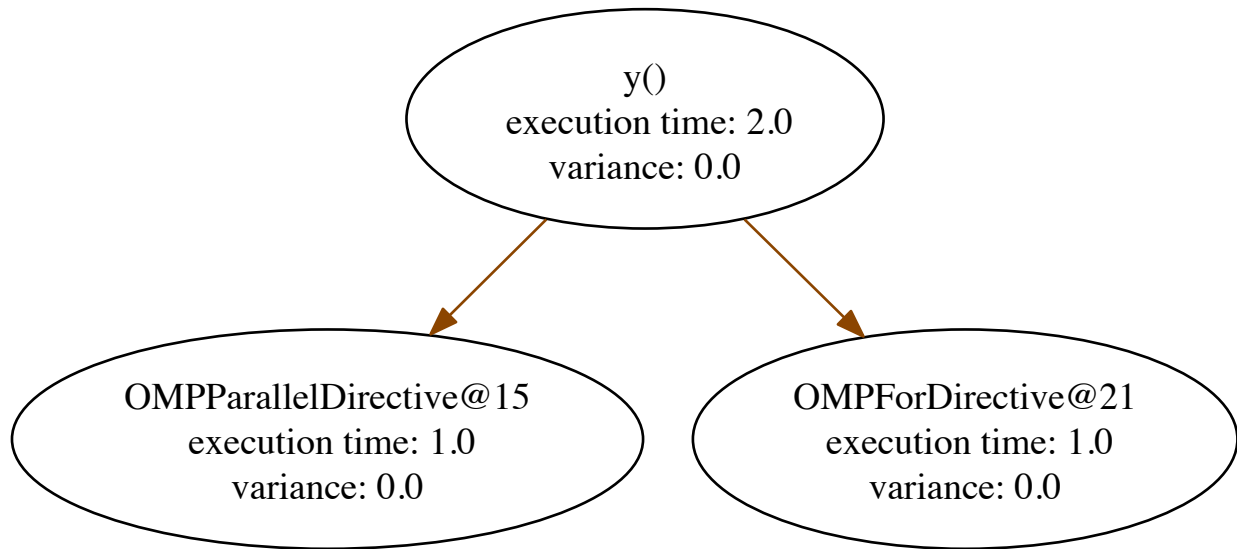 y()
execution time: 2.0
variance: 0.0
OMPParallelDirective@15
execution time: 1.0
variance: 0.0
OMPForDirective@21
execution time: 1.0
variance: 0.0